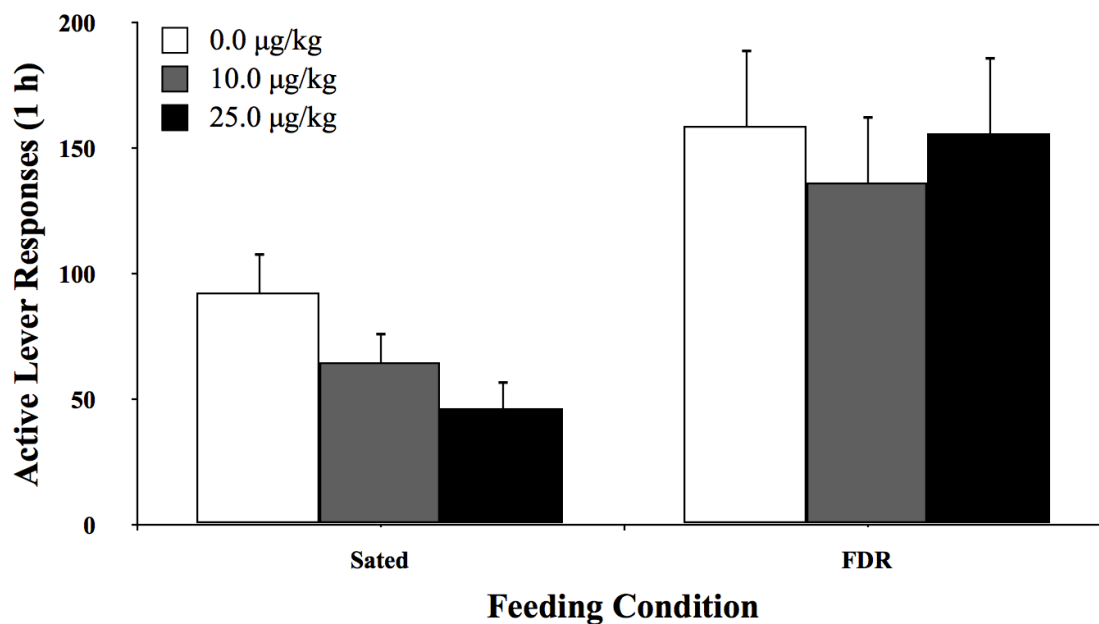 200
150
100
50
0
Active Lever Responses (1 h)
0.0 μg/kg
10.0 μg/kg
25.0 μg/kg
Sated
FDR
Feeding Condition